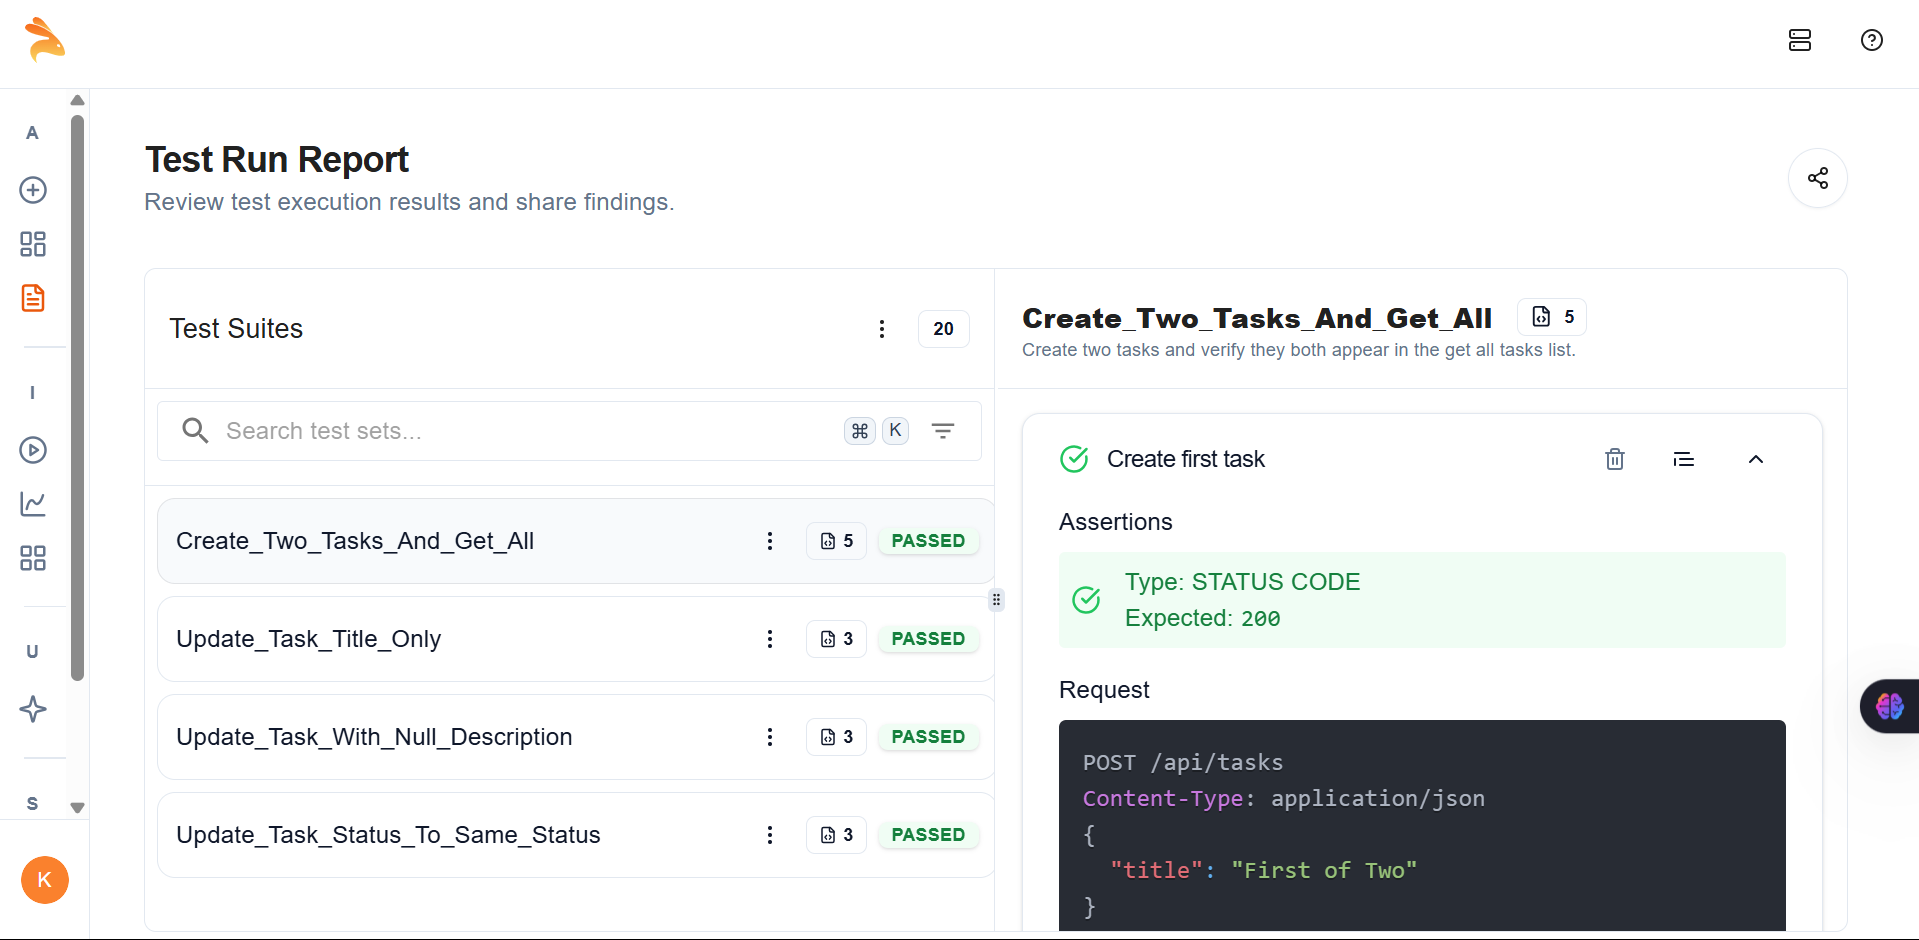 A
I
U
S
K
Test Run Report
Review test execution results and share findings.
Test Suites
20
Search test sets...
⌘ K
Create_Two_Tasks_And_Get_All
5
PASSED
Update_Task_Title_Only
3
PASSED
Update_Task_With_Null_Description
3
PASSED
Update_Task_Status_To_Same_Status
3
PASSED
Create_Two_Tasks_And_Get_All
5
Create two tasks and verify they both appear in the get all tasks list.
Create first task
Assertions
Type: STATUS CODE
Expected: 200
Request
POST /api/tasks
Content-Type: application/json
{
"title": "First of Two"
}